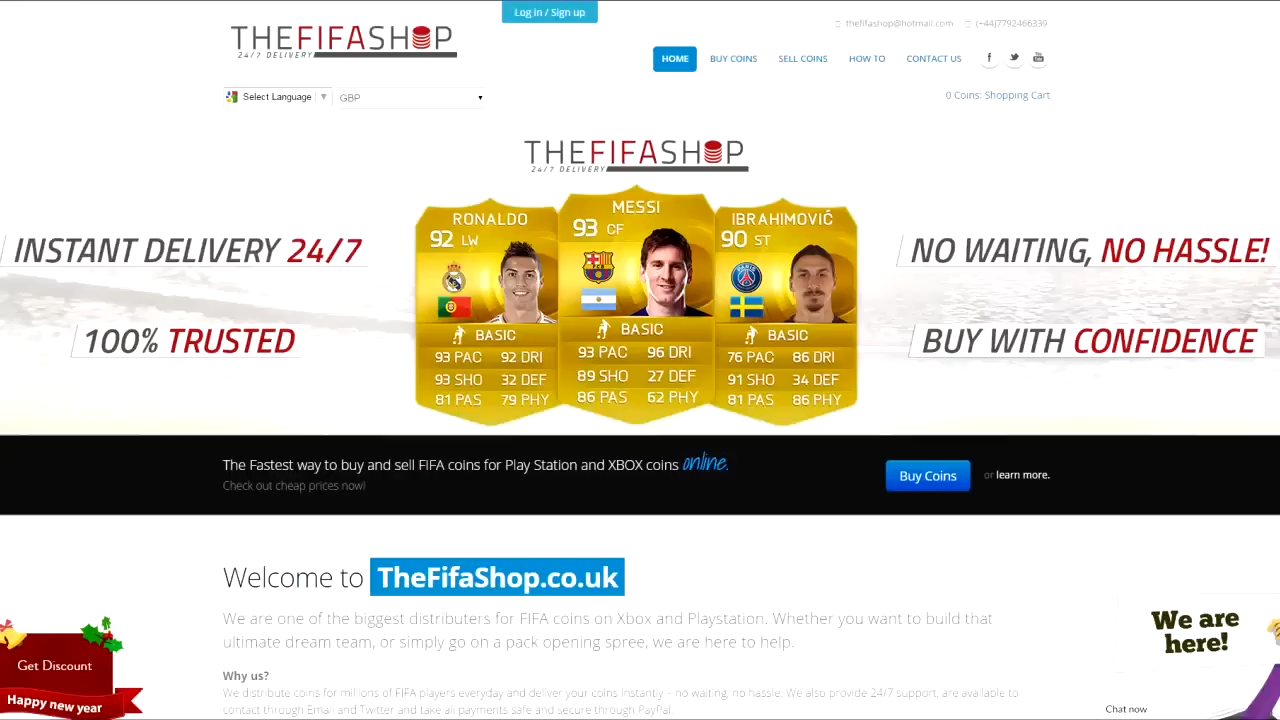 Log in / Sign up
THEFIFASHOP
24/7 DELIVERY
thefifashop@hotmail.com (+44)7792466339
HOME BUY COINS SELL COINS HOW TO CONTACT US
Select Language GBP
0 Coins: Shopping Cart
THEFIFASHOP
24/7 DELIVERY
INSTANT DELIVERY 24/7
100% TRUSTED
RONALDO
92 LW
BASIC
93 PAC 92 DRI
93 SHO 32 DEF
81 PAS 79 PHY
MESSI
93 CF
BASIC
93 PAC 96 DRI
89 SHO 27 DEF
86 PAS 62 PHY
IBRAHIMOVIĆ
90 ST
BASIC
76 PAC 86 DRI
91 SHO 34 DEF
81 PAS 86 PHY
NO WAITING, NO HASSLE!
BUY WITH CONFIDENCE
The Fastest way to buy and sell FIFA coins for Play Station and XBOX coins online.
Check out cheap prices now!
Buy Coins or learn more.
Welcome to TheFifaShop.co.uk
We are one of the biggest distributers for FIFA coins on Xbox and Playstation. Whether you want to build that
ultimate dream team, or simply go on a pack opening spree, we are here to help.
Why us?
We distribute coins for millions of FIFA players everyday and deliver your coins Instantly - no waiting, no hassle. We also provide 24/7 support, are available to
contact through Email and Twitter and take all payments safe and secure through PayPal.
Get Discount
Happy new year
We are
here!
Chat now